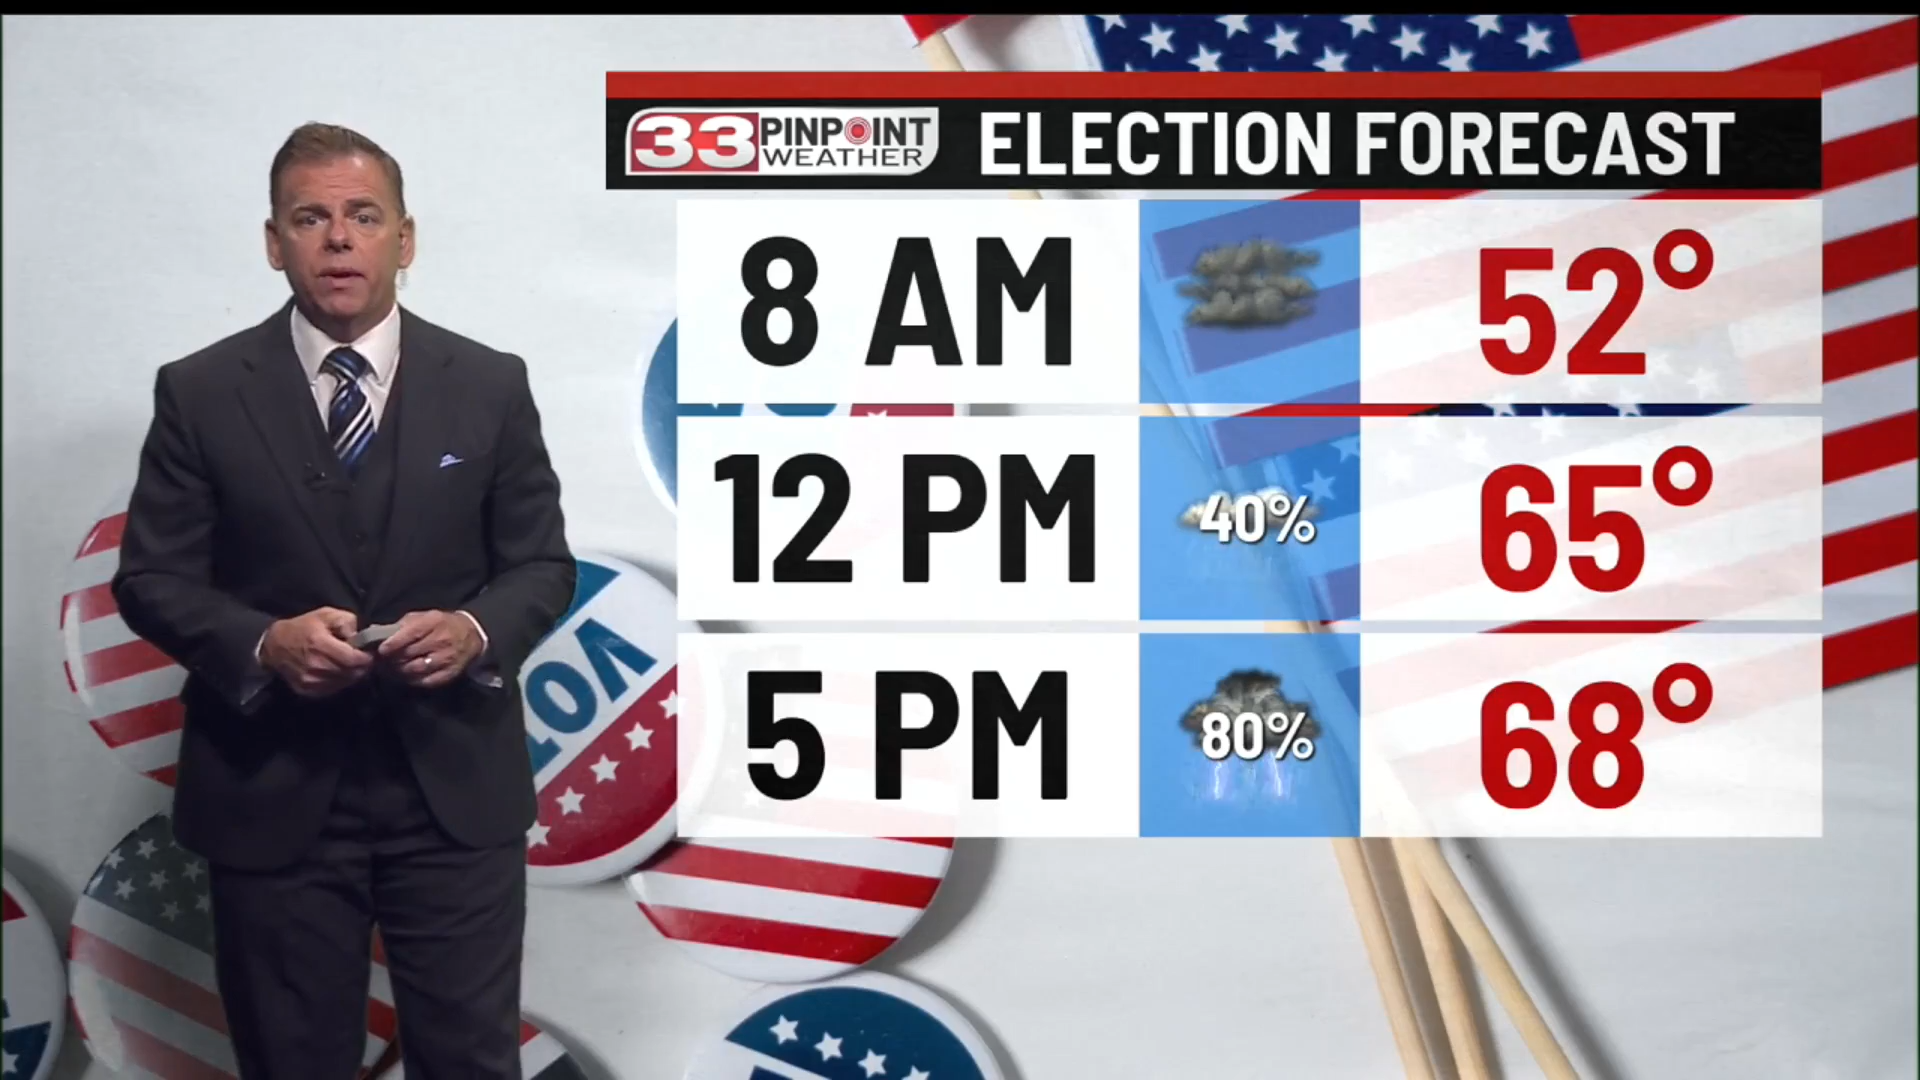 33 PINPOINT WEATHER ELECTION FORECAST
8 AM 52°
12 PM 40% 65°
5 PM 80% 68°
VOTE